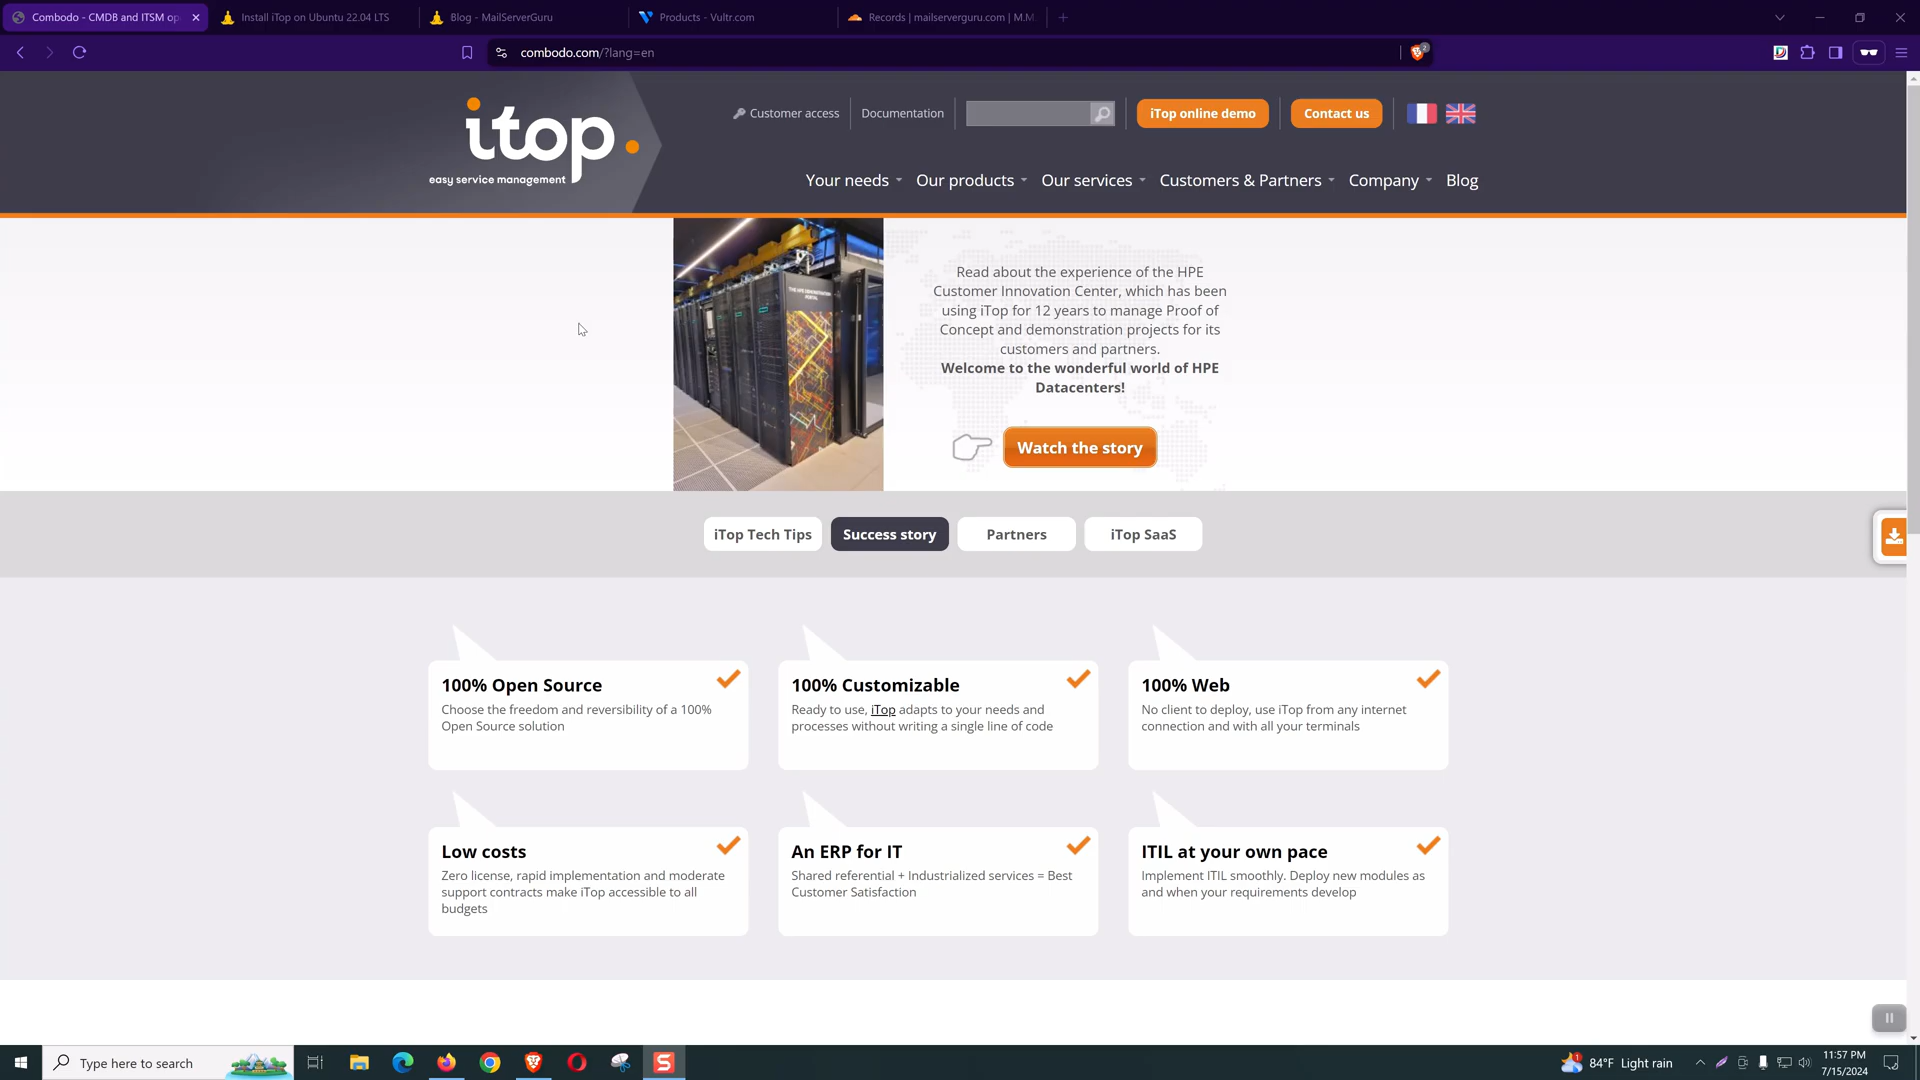 Combodo - CMDB and ITSM op
Install iTop on Ubuntu 22.04 LTS
Blog - MailServerGuru
Products - Vultr.com
Records | mailserverguru.com | M.M
combodo.com/?lang=en
2
itop
easy service management
Customer access
Documentation
iTop online demo
Contact us
Your needs
Our products
Our services
Customers & Partners
Company
Blog
Read about the experience of the HPE
Customer Innovation Center, which has been
using iTop for 12 years to manage Proof of
Concept and demonstration projects for its
customers and partners.
Welcome to the wonderful world of HPE
Datacenters!
Watch the story
iTop Tech Tips
Success story
Partners
iTop SaaS
100% Open Source
Choose the freedom and reversibility of a 100%
Open Source solution
100% Customizable
Ready to use, iTop adapts to your needs and
processes without writing a single line of code
100% Web
No client to deploy, use iTop from any internet
connection and with all your terminals
Low costs
Zero license, rapid implementation and moderate
support contracts make iTop accessible to all
budgets
An ERP for IT
Shared referential + Industrialized services = Best
Customer Satisfaction
ITIL at your own pace
Implement ITIL smoothly. Deploy new modules as
and when your requirements develop
Type here to search
S
1
84°F Light rain
11:57 PM
7/15/2024